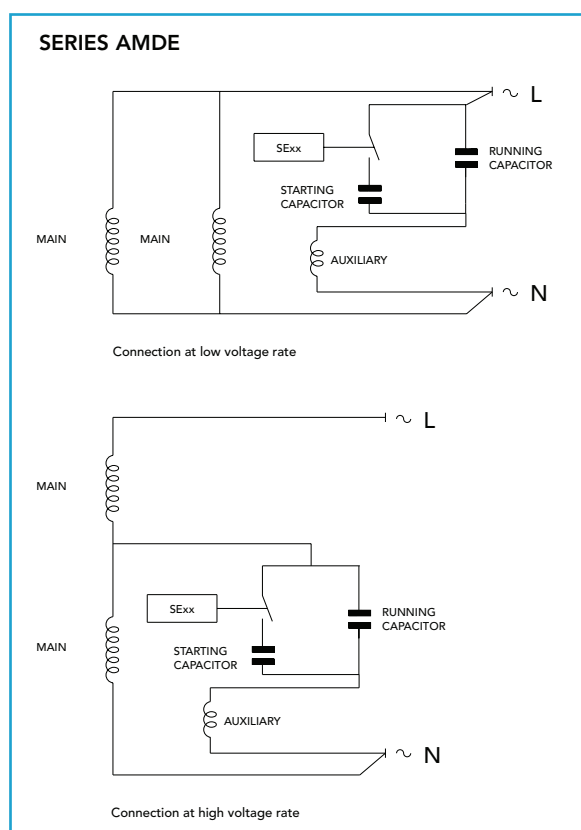 SERIES AMDE
∼ L
SExx
RUNNING
CAPACITOR
STARTING
CAPACITOR
MAIN
MAIN
AUXILIARY
∼ N
Connection at low voltage rate
∼ L
MAIN
SExx
RUNNING
CAPACITOR
MAIN
STARTING
CAPACITOR
AUXILIARY
∼ N
Connection at high voltage rate